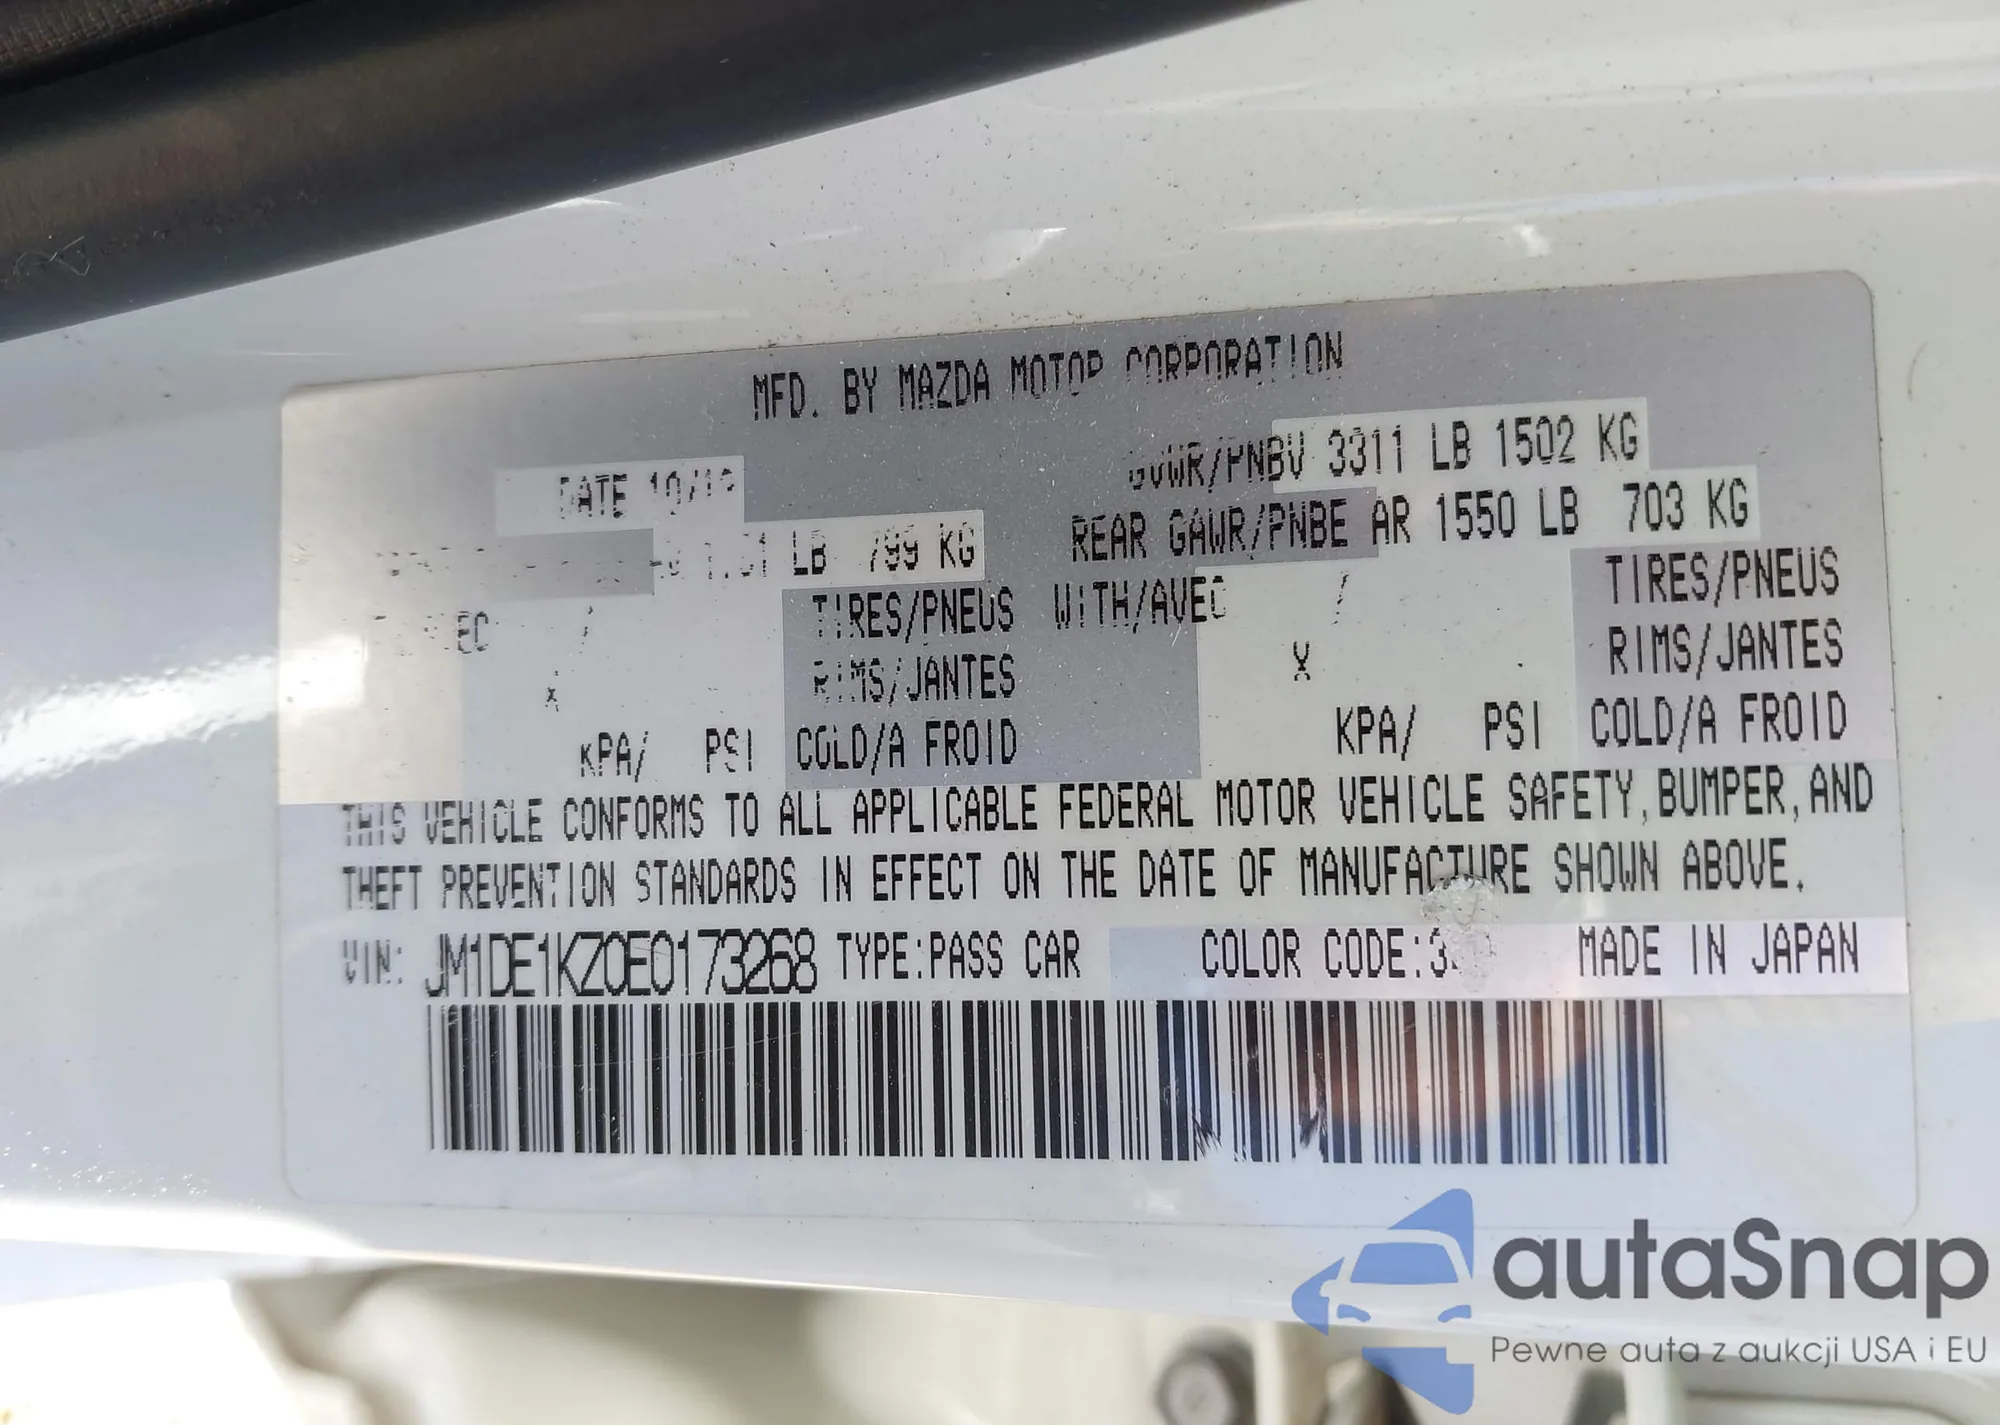 MFD. BY MAZDA MOTOR CORPORATION
DATE GVWR/PNBV 3311 LB 1502 KG
LB 799 KG REAR GAWR/PNBE AR 1550 LB 703 KG
/ TIRES/PNEUS WITH/AVEC / TIRES/PNEUS
X RIMS/JANTES X RIMS/JANTES
KPA/ PSI COLD/A FROID KPA/ PSI COLD/A FROID
THIS VEHICLE CONFORMS TO ALL APPLICABLE FEDERAL MOTOR VEHICLE SAFETY, BUMPER, AND
THEFT PREVENTION STANDARDS IN EFFECT ON THE DATE OF MANUFACTURE SHOWN ABOVE.
VIN: JM1DE1KZ0E0173268 TYPE:PASS CAR COLOR CODE: MADE IN JAPAN
autaSnap
Pewne auta z aukcji USA i EU